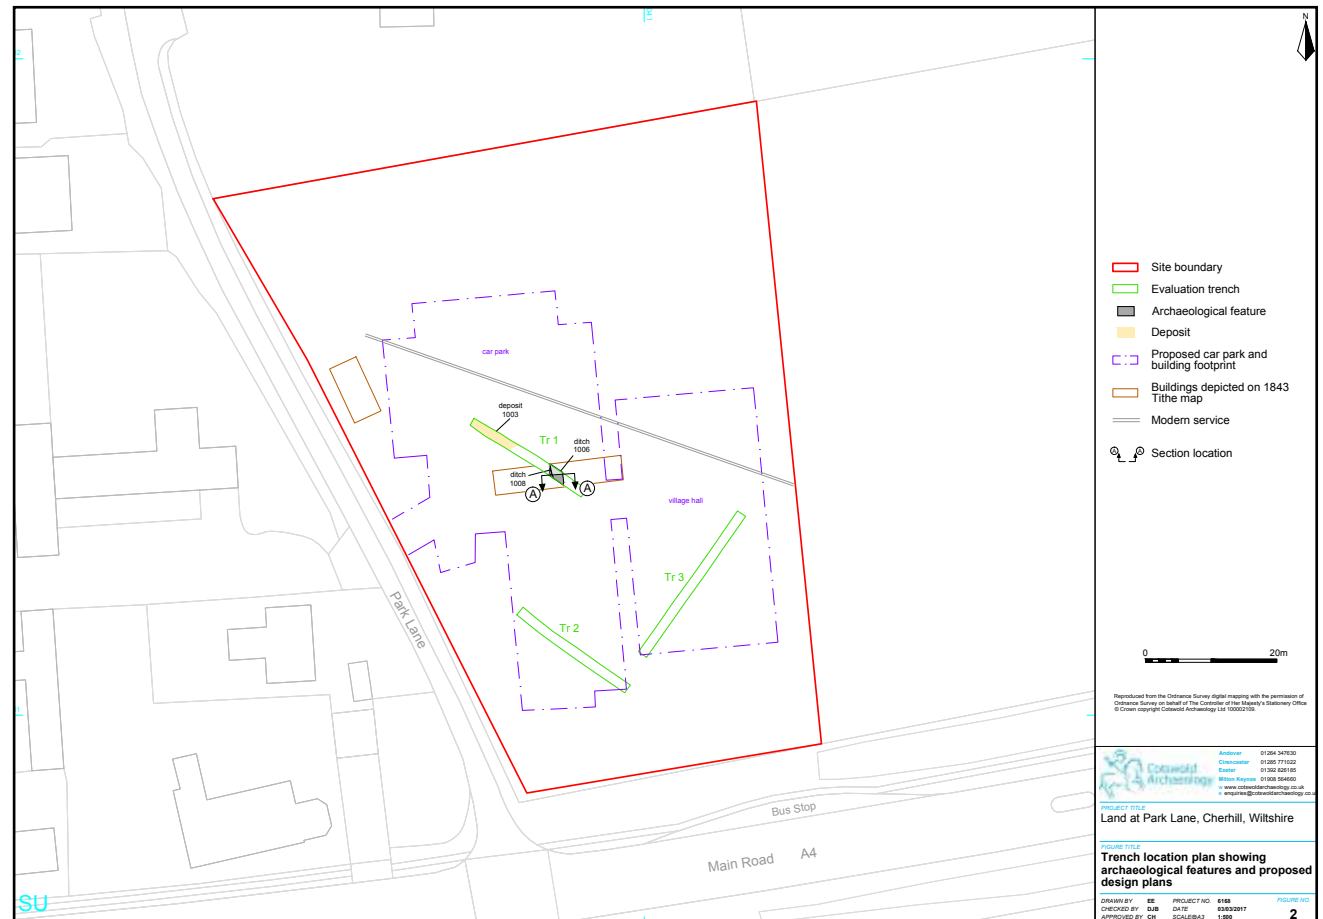 N
car park
deposit
1003
Tr 1
ditch
1006
ditch
1008
A
A
village hall
Tr 3
Tr 2
Park Lane
Bus Stop
Main Road A4
SU
Site boundary
Evaluation trench
Archaeological feature
Deposit
Proposed car park and
building footprint
Buildings depicted on 1843
Tithe map
Modern service
A A Section location
0 20m
Reproduced from the Ordnance Survey digital mapping with the permission of
Ordnance Survey on behalf of The Controller of Her Majesty's Stationery Office
© Crown copyright Cotswold Archaeology Ltd 100002109.
Cotswold
Archaeology
Andover 01264 347630
Cirencester 01285 771022
Exeter 01392 826185
Milton Keynes 01908 564660
w www.cotswoldarchaeology.co.uk
e enquiries@cotswoldarchaeology.co.u
PROJECT TITLE
Land at Park Lane, Cherhill, Wiltshire
FIGURE TITLE
Trench location plan showing
archaeological features and proposed
design plans
DRAWN BY EE PROJECT NO. 6168 FIGURE NO.
CHECKED BY DJB DATE 03/03/2017
APPROVED BY CH SCALE@A3 1:500 2